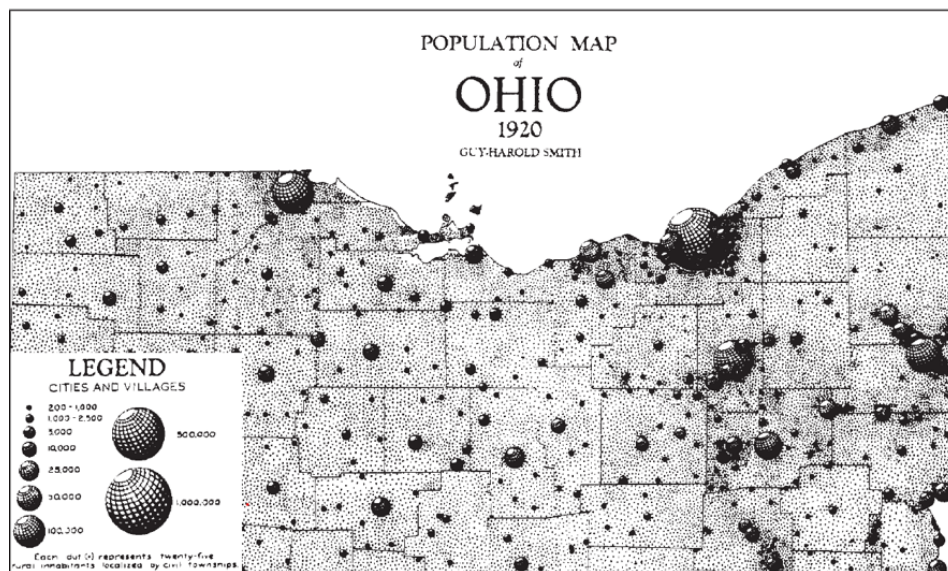 POPULATION MAP
of
OHIO
1920
GUY-HAROLD SMITH
LEGEND
CITIES AND VILLAGES
200-1,000
1,000-2,500
5,000
10,000
25,000
50,000
100,000
500,000
1,000,000
Each dot (•) represents twenty-five
rural inhabitants localized by civil townships.